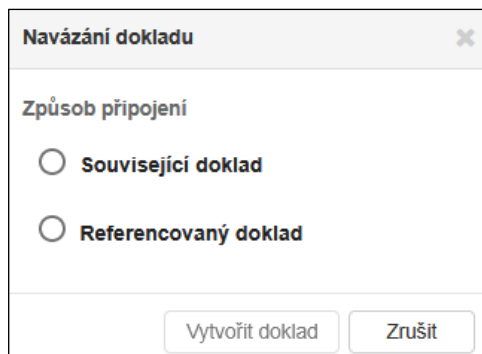 Navázání dokladu
Způsob připojení
Související doklad
Referencovaný doklad
Vytvořit doklad
Zrušit